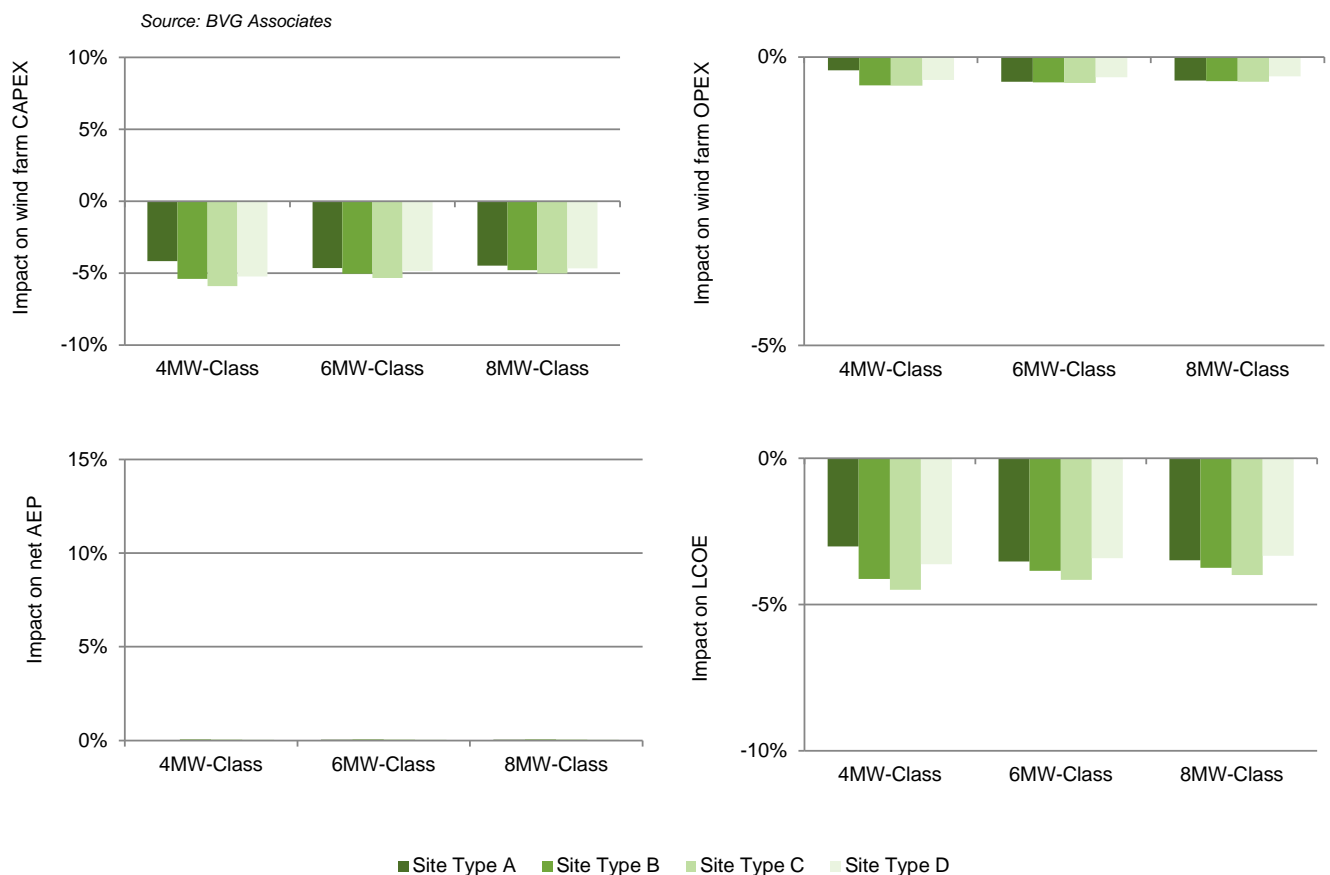 Source: BVG Associates
Impact on wind farm CAPEX
10%
5%
0%
-5%
-10%
4MW-Class 6MW-Class 8MW-Class
Impact on wind farm OPEX
0%
-5%
4MW-Class 6MW-Class 8MW-Class
Impact on net AEP
15%
10%
5%
0%
4MW-Class 6MW-Class 8MW-Class
Impact on LCOE
0%
-5%
-10%
4MW-Class 6MW-Class 8MW-Class
Site Type A Site Type B Site Type C Site Type D